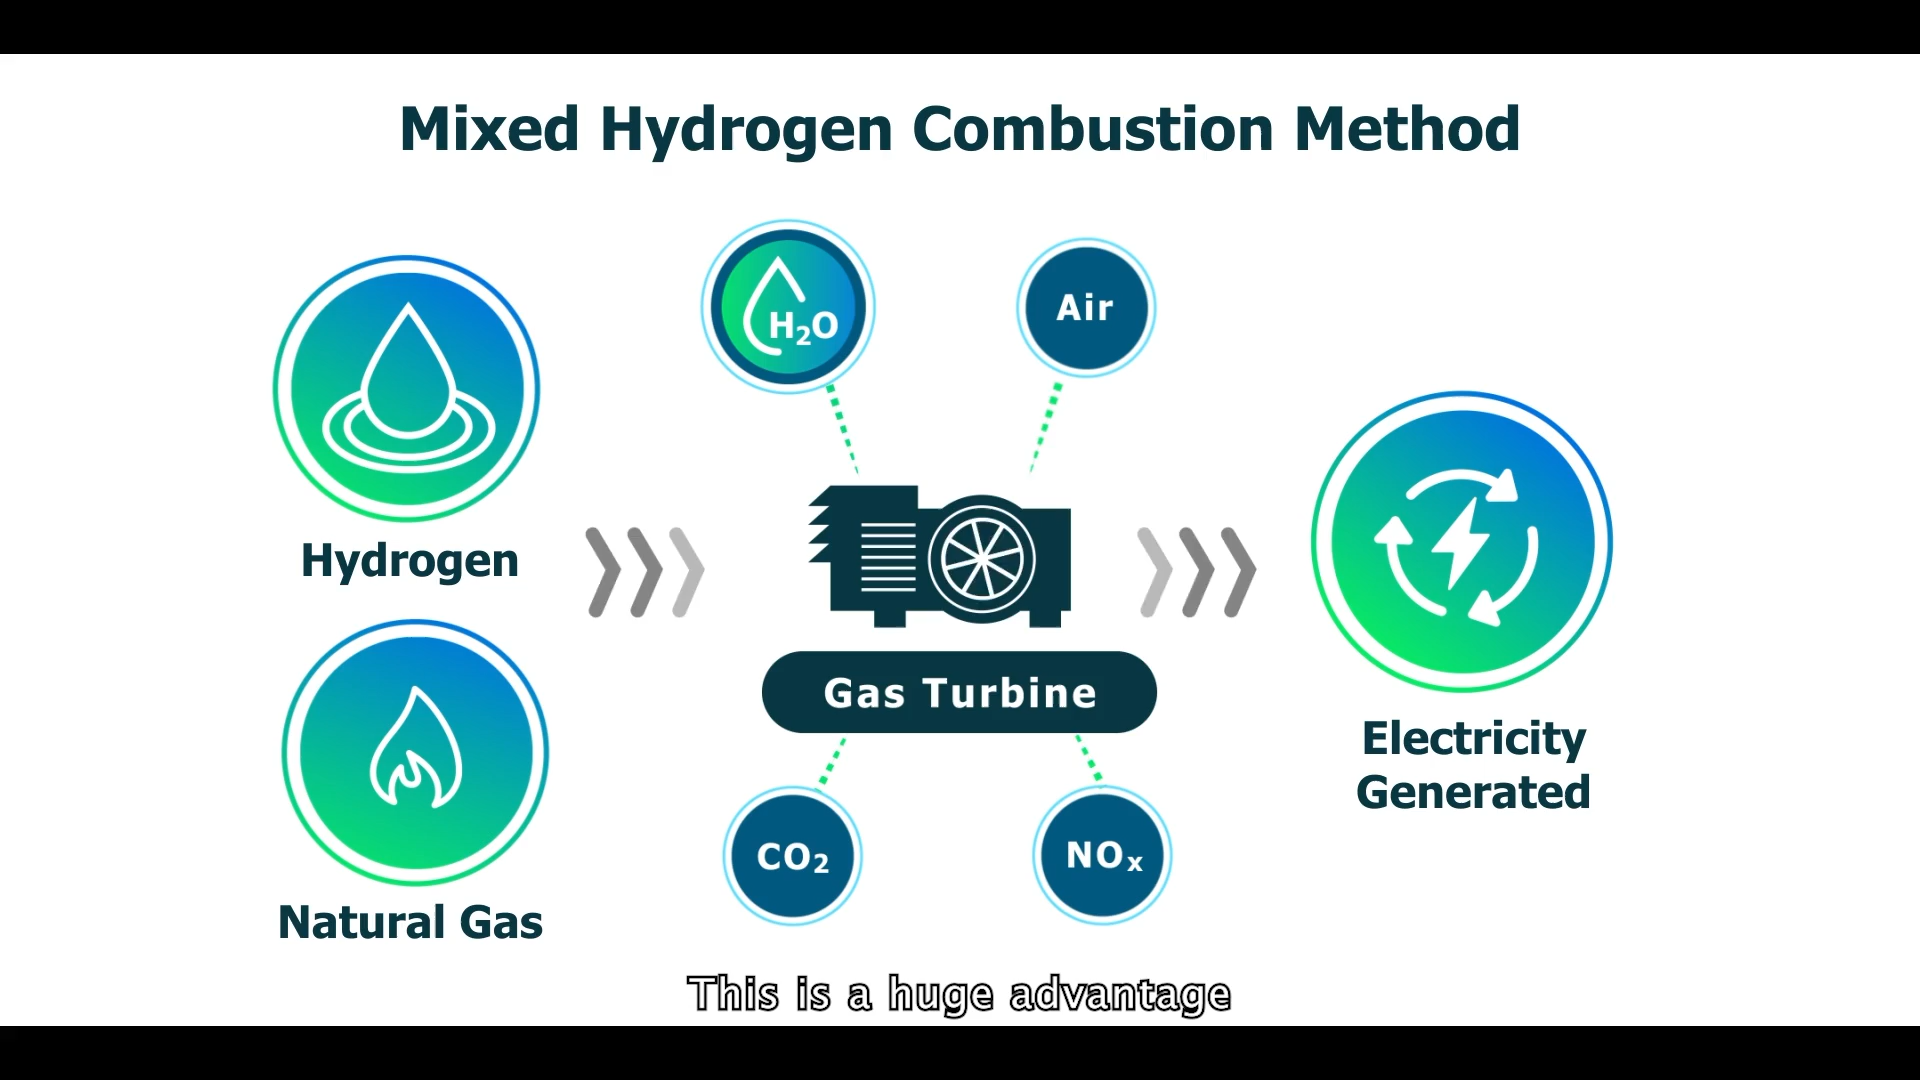 Mixed Hydrogen Combustion Method
H₂O
Air
Hydrogen
Gas Turbine
Electricity
Generated
CO₂
NOₓ
Natural Gas
This is a huge advantage